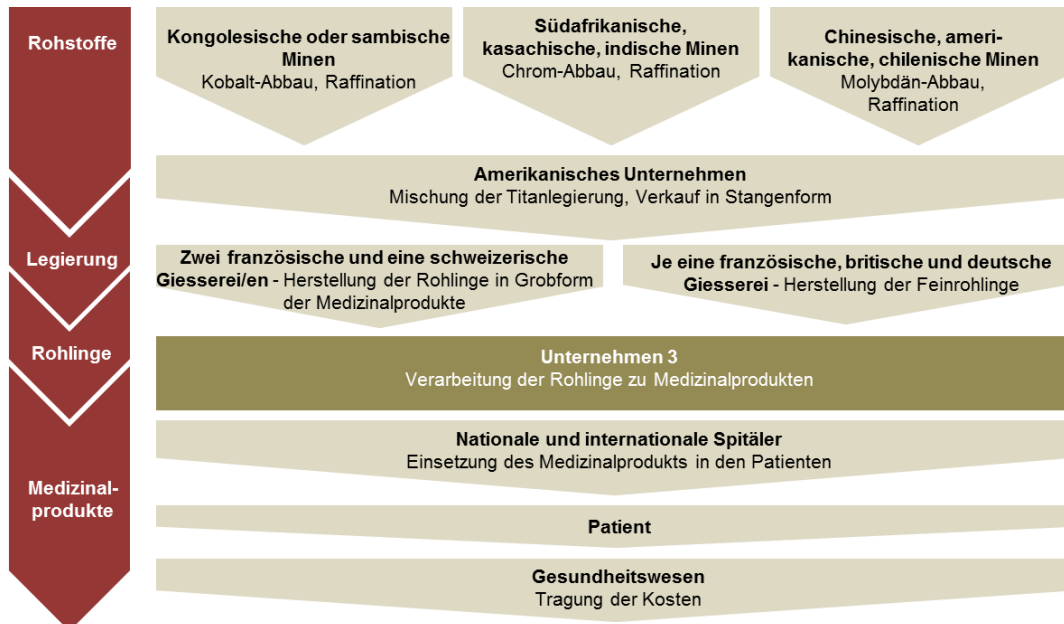 Rohstoffe
Kongolesische oder sambische
Minen
Kobalt-Abbau, Raffination
Südafrikanische,
kasachische, indische Minen
Chrom-Abbau, Raffination
Chinesische, ameri-
kanische, chilenische Minen
Molybdän-Abbau,
Raffination
Amerikanisches Unternehmen
Mischung der Titanlegierung, Verkauf in Stangenform
Legierung
Zwei französische und eine schweizerische
Giesserei/en - Herstellung der Rohlinge in Grobform
der Medizinalprodukte
Je eine französische, britische und deutsche
Giesserei - Herstellung der Feinrohlinge
Rohlinge
Unternehmen 3
Verarbeitung der Rohlinge zu Medizinalprodukten
Nationale und internationale Spitäler
Einsetzung des Medizinalprodukts in den Patienten
Medizinal-
produkte
Patient
Gesundheitswesen
Tragung der Kosten